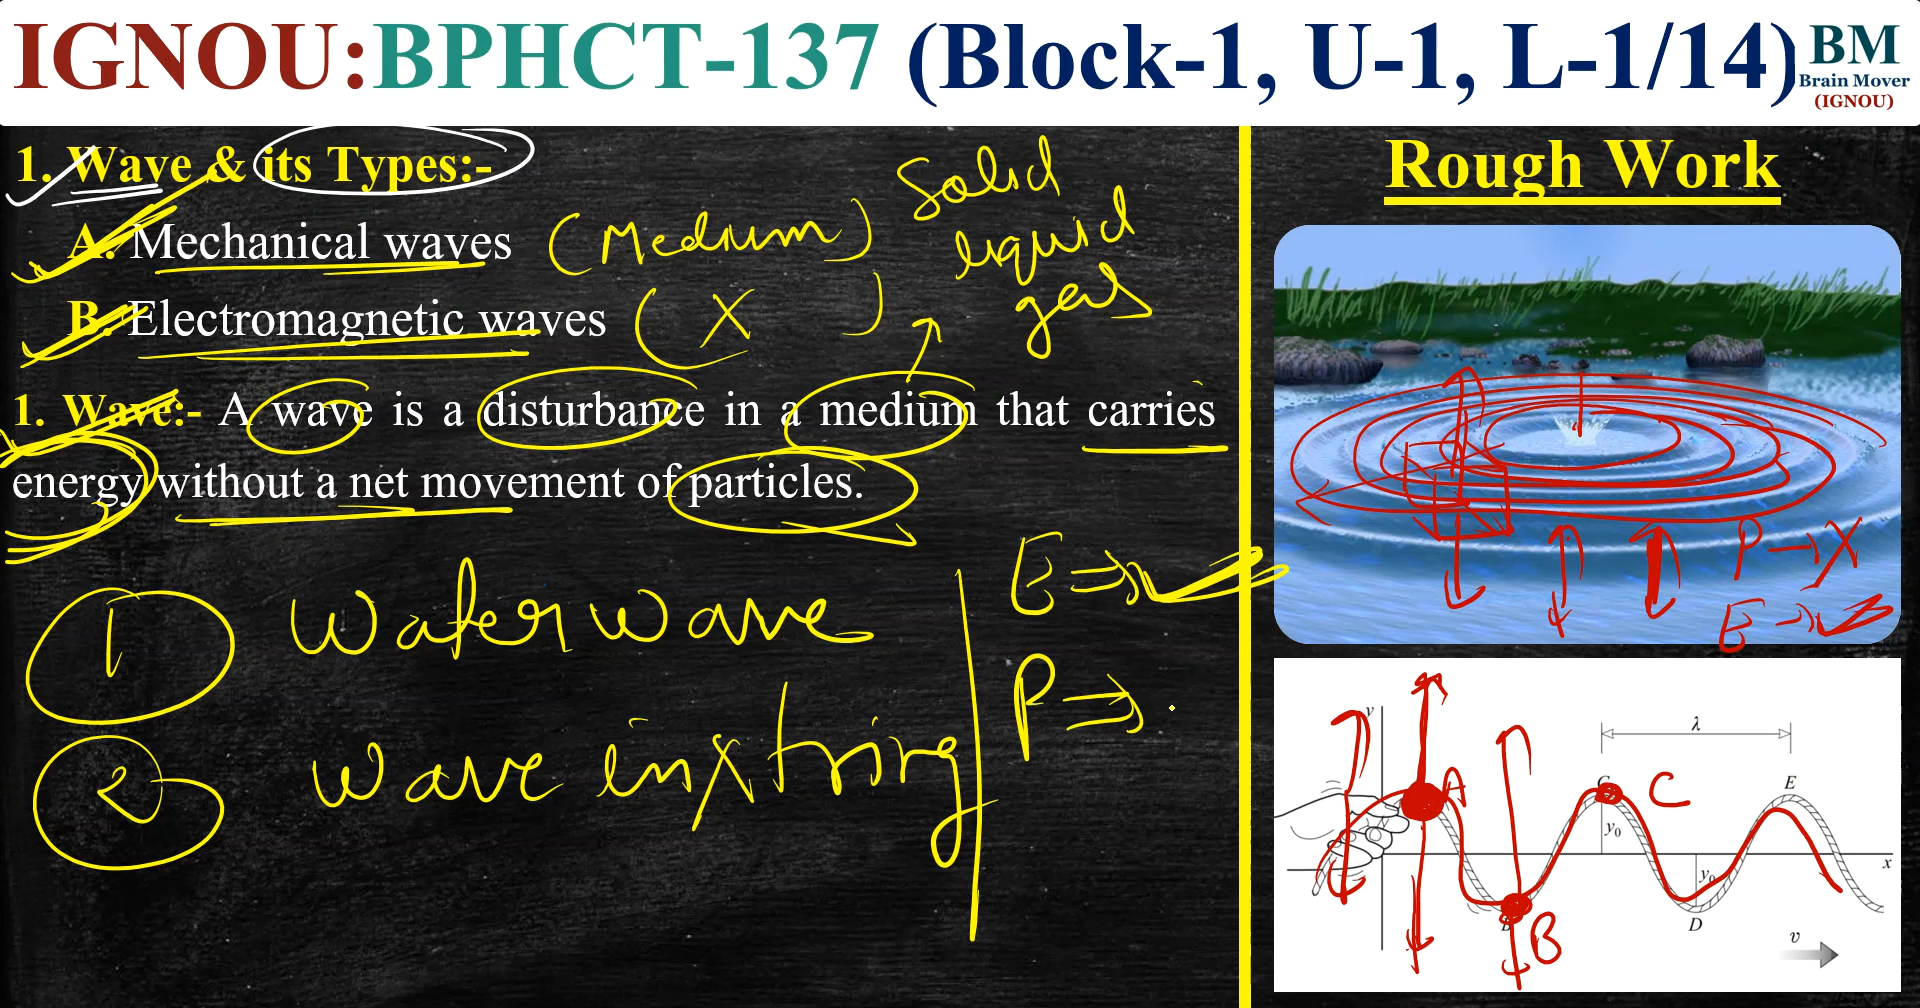 IGNOU:BPHCT-137 (Block-1, U-1, L-1/14)
BM
Brain Mover
(IGNOU)
1. Wave & its Types:-
A. Mechanical waves (Medium)
Solid
liquid
gas
B. Electromagnetic waves (X)
1. Wave:- A wave is a disturbance in a medium that carries
energy without a net movement of particles.
1 Water wave
2 Wave in string
E →
P →
Rough Work
P → X
E →
y
λ
A
C
C
E
y₀
x
y₀
B
D
v